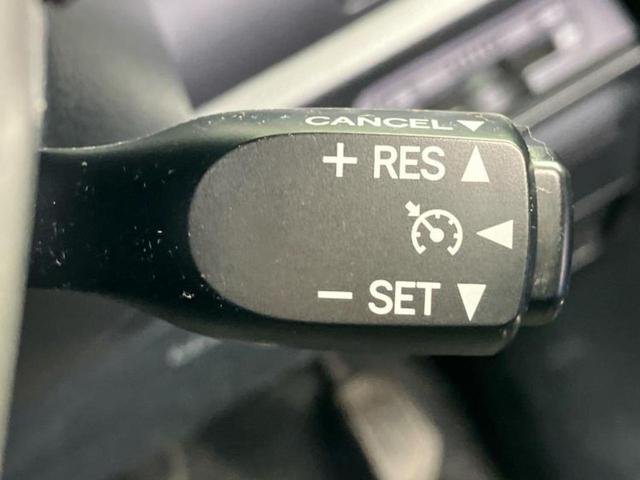 CANCEL▼
+ RES ▲
◀
− SET ▼